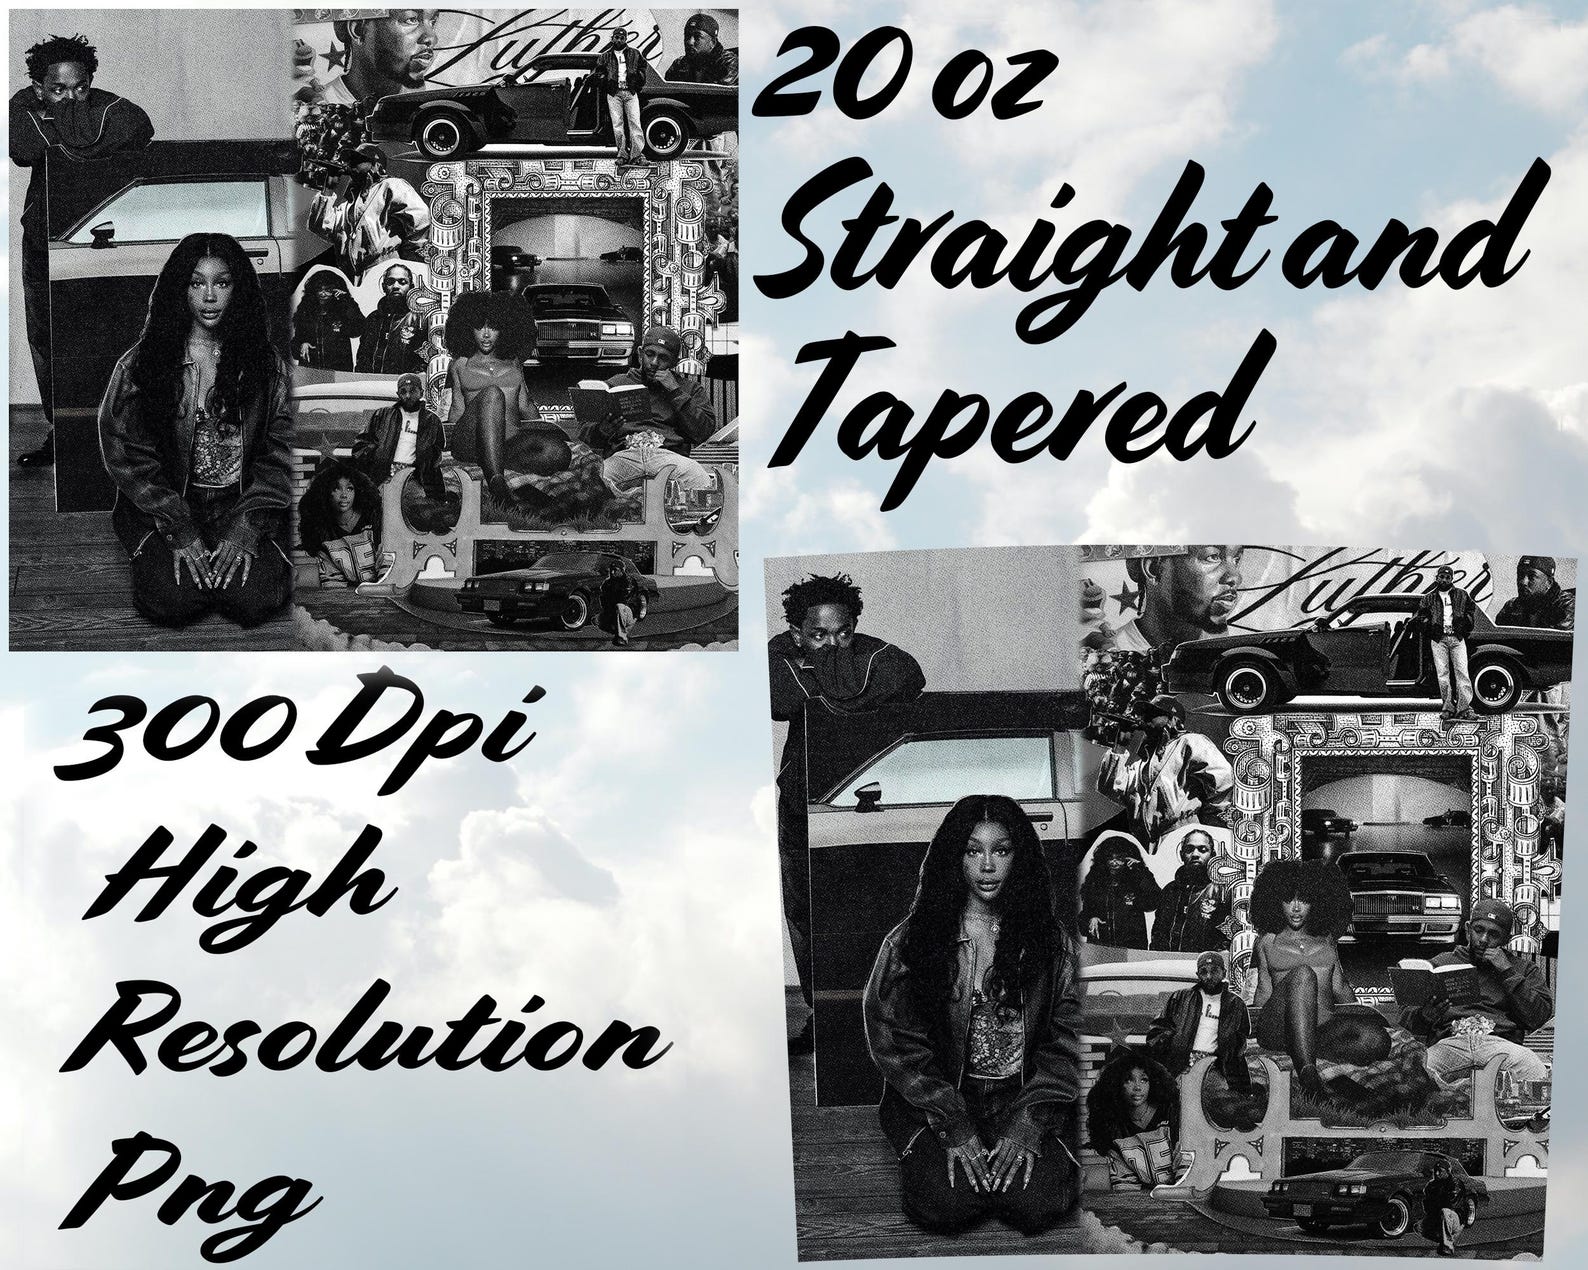 Luther
20 oz
Straight and
Tapered
300 Dpi
High
Resolution
Png
Luther